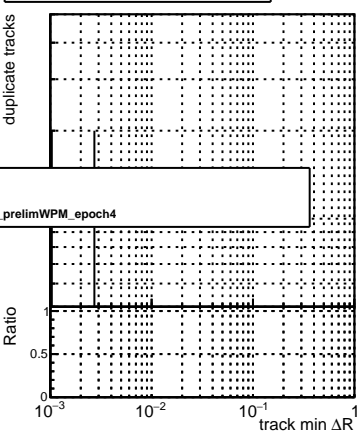 duplicate tracks
_prelimWPM_epoch4
Ratio
1
0.5
0
10⁻³ 10⁻² 10⁻¹ 1
track min ΔR